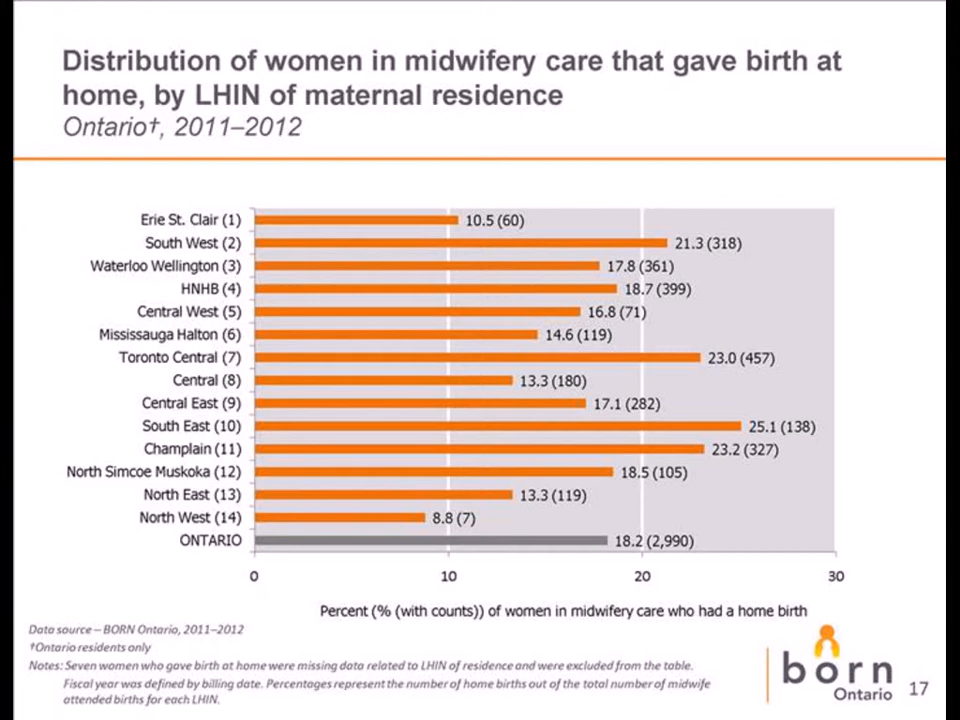 Distribution of women in midwifery care that gave birth at
home, by LHIN of maternal residence
Ontario†, 2011–2012
Erie St. Clair (1) 10.5 (60)
South West (2) 21.3 (318)
Waterloo Wellington (3) 17.8 (361)
HNHB (4) 18.7 (399)
Central West (5) 16.8 (71)
Mississauga Halton (6) 14.6 (119)
Toronto Central (7) 23.0 (457)
Central (8) 13.3 (180)
Central East (9) 17.1 (282)
South East (10) 25.1 (138)
Champlain (11) 23.2 (327)
North Simcoe Muskoka (12) 18.5 (105)
North East (13) 13.3 (119)
North West (14) 8.8 (7)
ONTARIO 18.2 (2,990)
0 10 20 30
Percent (% (with counts)) of women in midwifery care who had a home birth
Data source – BORN Ontario, 2011–2012
†Ontario residents only
Notes: Seven women who gave birth at home were missing data related to LHIN of residence and were excluded from the table.
Fiscal year was defined by billing date. Percentages represent the number of home births out of the total number of midwife
attended births for each LHIN.
born
Ontario
17